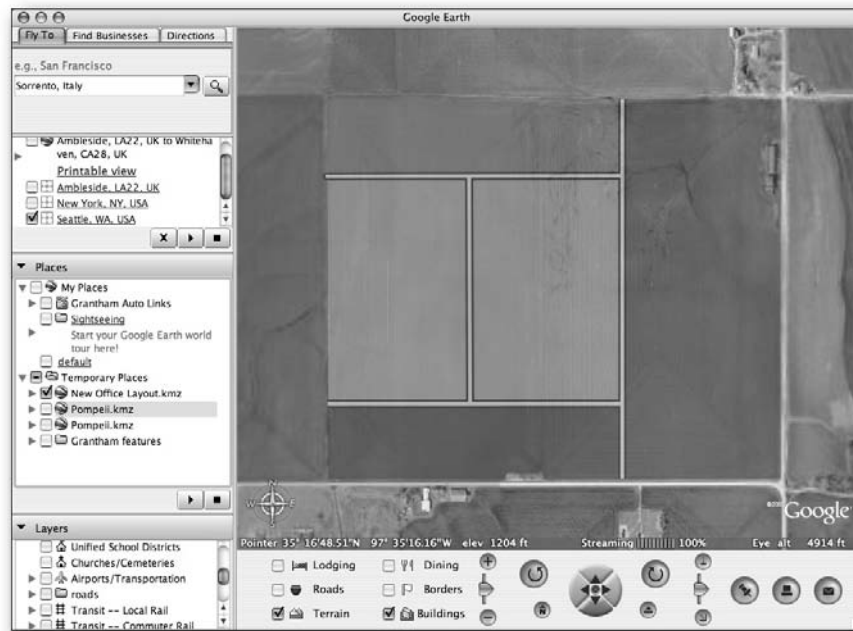 Google Earth
Fly To Find Businesses Directions
e.g., San Francisco
Sorrento, Italy
Ambleside, LA22, UK to Whiteha
ven, CA28, UK
Printable view
Ambleside, LA22, UK
New York, NY, USA
Seattle, WA, USA
Places
My Places
Grantham Auto Links
Sightseeing
Start your Google Earth world
tour here!
default
Temporary Places
New Office Layout.kmz
Pompeii.kmz
Pompeii.kmz
Grantham features
Layers
Unified School Districts
Churches/Cemeteries
Airports/Transportation
roads
Transit -- Local Rail
Transit -- Commuter Rail
N
W E
Google
Pointer 35° 16'48.51"N 97° 35'16.16"W elev 1204 ft Streaming 100% Eye alt 4914 ft
Lodging Dining
Roads Borders
Terrain Buildings
N